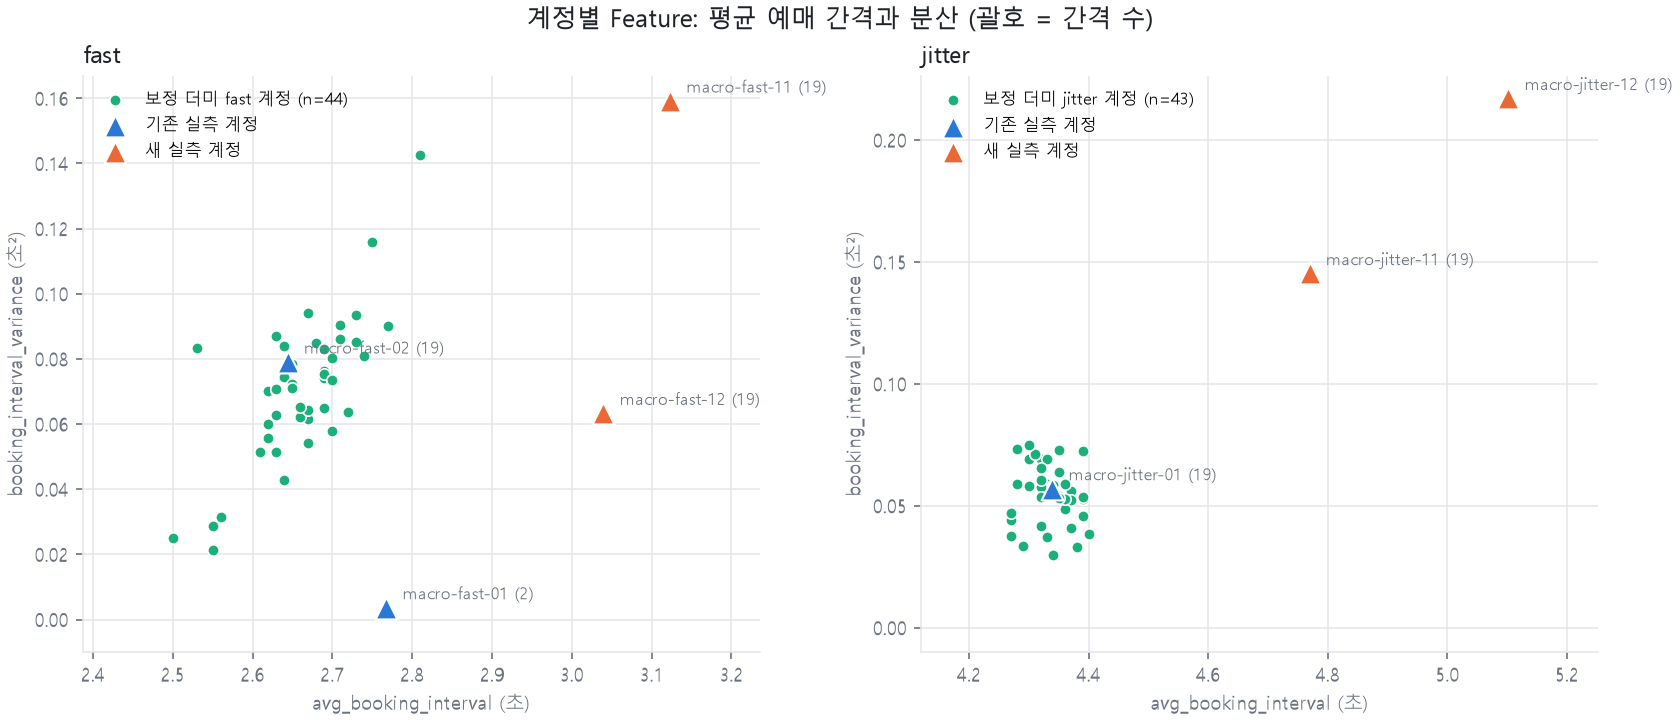 계정별 Feature: 평균 예매 간격과 분산 (괄호 = 간격 수)
fast
보정 더미 fast 계정 (n=44)
기존 실측 계정
새 실측 계정
macro-fast-11 (19)
macro-fast-02 (19)
macro-fast-12 (19)
macro-fast-01 (2)
0.16
0.14
0.12
0.10
0.08
0.06
0.04
0.02
0.00
booking_interval_variance (초²)
2.4 2.5 2.6 2.7 2.8 2.9 3.0 3.1 3.2
avg_booking_interval (초)
jitter
보정 더미 jitter 계정 (n=43)
기존 실측 계정
새 실측 계정
macro-jitter-12 (19)
macro-jitter-11 (19)
macro-jitter-01 (19)
0.20
0.15
0.10
0.05
0.00
booking_interval_variance (초²)
4.2 4.4 4.6 4.8 5.0 5.2
avg_booking_interval (초)